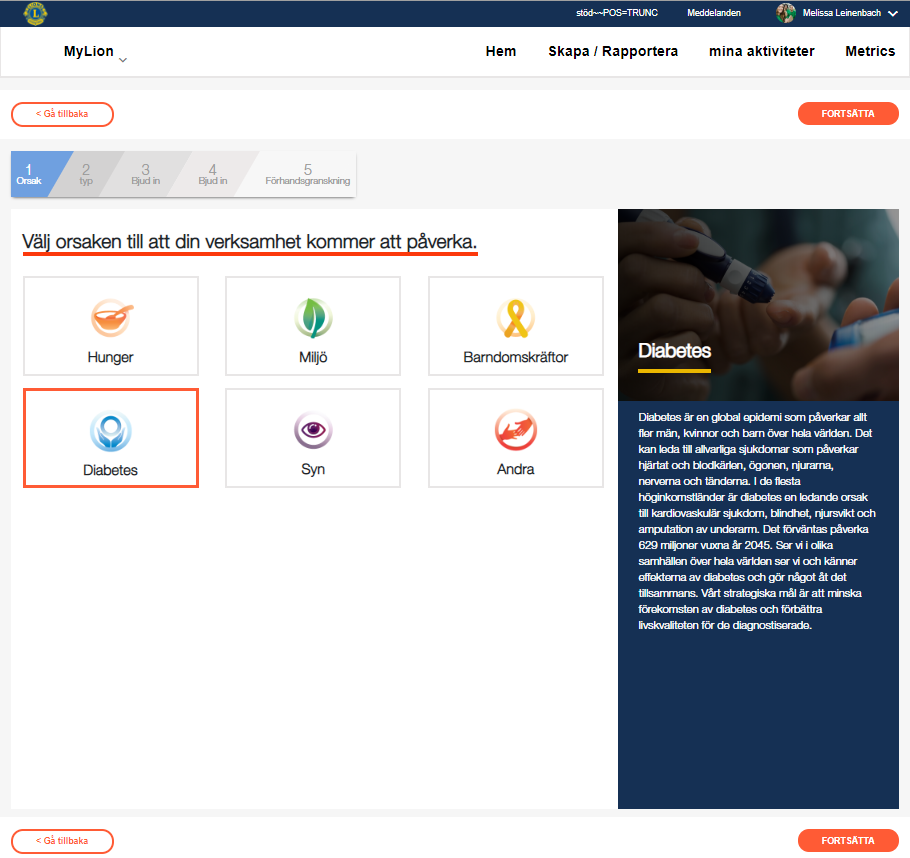 stöd~~POS=TRUNC Meddelanden Melissa Leinenbach
MyLion Hem Skapa / Rapportera mina aktiviteter Metrics
< Gå tillbaka FORTSÄTTA
1 2 3 4 5
Orsak typ Bjud in Bjud in Förhandsgranskning
Välj orsaken till att din verksamhet kommer att påverka.
Hunger Miljö Barndomskräftor
Diabetes Syn Andra
Diabetes
Diabetes är en global epidemi som påverkar allt
fler män, kvinnor och barn över hela världen. Det
kan leda till allvarliga sjukdomar som påverkar
hjärtat och blodkärlen, ögonen, njurarna,
nerverna och tänderna. I de flesta
höginkomstländer är diabetes en ledande orsak
till kardiovaskulär sjukdom, blindhet, njursvikt och
amputation av underarm. Det förväntas påverka
629 miljoner vuxna år 2045. Ser vi i olika
samhällen över hela världen ser vi och känner
effekterna av diabetes och gör något åt det
tillsammans. Vårt strategiska mål är att minska
förekomsten av diabetes och förbättra
livskvaliteten för de diagnostiserade.
< Gå tillbaka FORTSÄTTA